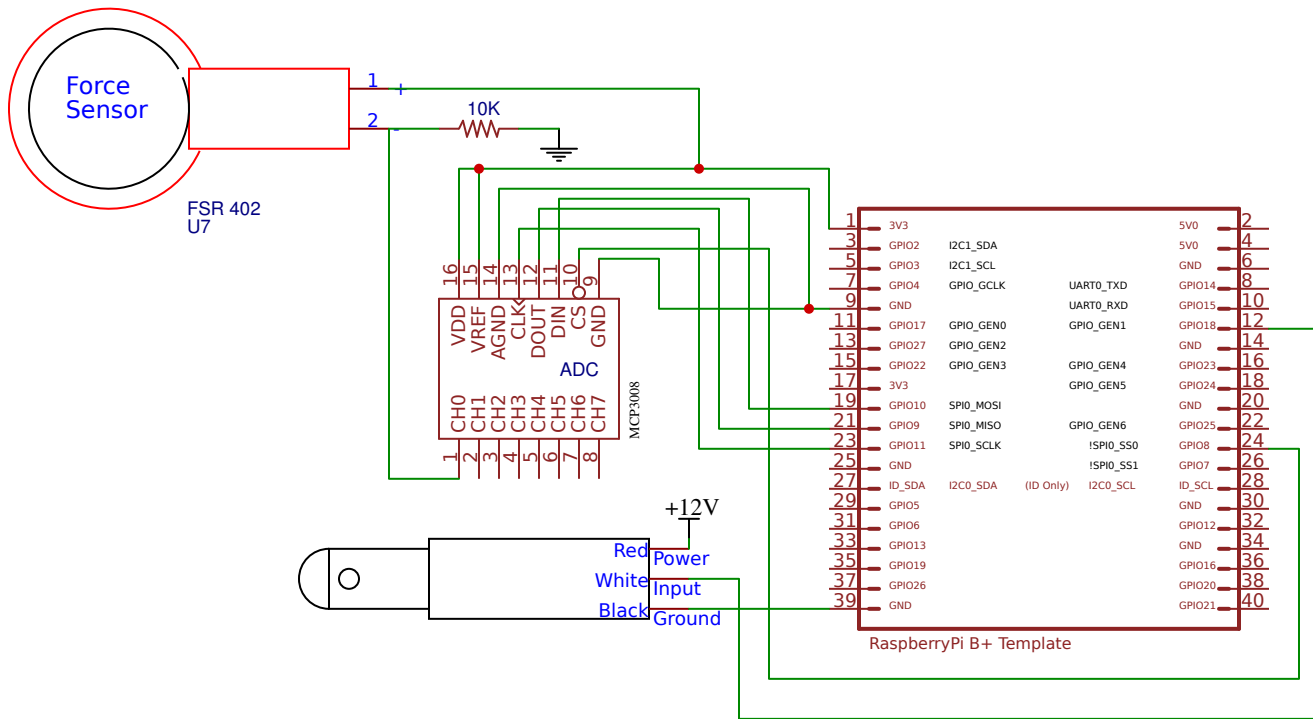 Force
Sensor
1 +
2 -
10K
FSR 402
U7
16 15 14 13 12 11 10 9
VDD VREF AGND CLK DOUT DIN CS GND
ADC
MCP3008
CH0 CH1 CH2 CH3 CH4 CH5 CH6 CH7
1 2 3 4 5 6 7 8
+12V
Red Power
White Input
Black Ground
1 3V3 5V0 2
3 GPIO2 I2C1_SDA 5V0 4
5 GPIO3 I2C1_SCL GND 6
7 GPIO4 GPIO_GCLK UART0_TXD GPIO14 8
9 GND UART0_RXD GPIO15 10
11 GPIO17 GPIO_GEN0 GPIO_GEN1 GPIO18 12
13 GPIO27 GPIO_GEN2 GND 14
15 GPIO22 GPIO_GEN3 GPIO_GEN4 GPIO23 16
17 3V3 GPIO_GEN5 GPIO24 18
19 GPIO10 SPI0_MOSI GND 20
21 GPIO9 SPI0_MISO GPIO_GEN6 GPIO25 22
23 GPIO11 SPI0_SCLK !SPI0_SS0 GPIO8 24
25 GND !SPI0_SS1 GPIO7 26
27 ID_SDA I2C0_SDA (ID Only) I2C0_SCL ID_SCL 28
29 GPIO5 GND 30
31 GPIO6 GPIO12 32
33 GPIO13 GND 34
35 GPIO19 GPIO16 36
37 GPIO26 GPIO20 38
39 GND GPIO21 40
RaspberryPi B+ Template